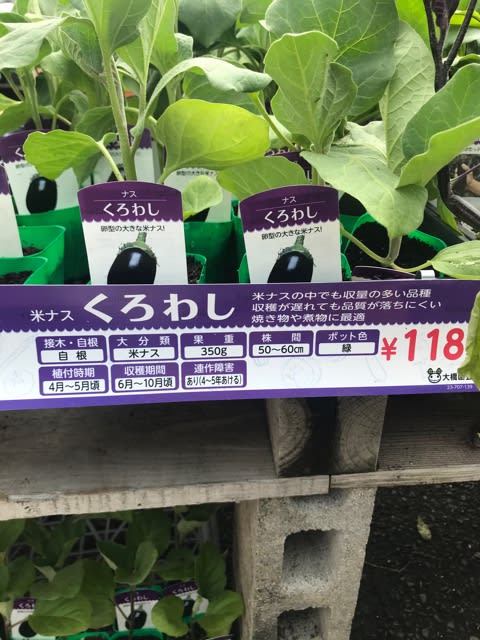 ナス
くろわし
卵型の大きな米ナス!
ナス
くろわし
卵型の大きな米ナス!
米ナス くろわし
米ナスの中でも収量の多い品種
収穫が遅れても品質が落ちにくい
焼き物や煮物に最適
接木・自根
自根
大分類
米ナス
果重
350g
株間
50〜60cm
ポット色
緑
¥118
植付時期
4月〜5月頃
収穫期間
6月〜10月頃
連作障害
あり(4〜5年あける)
23-707-139